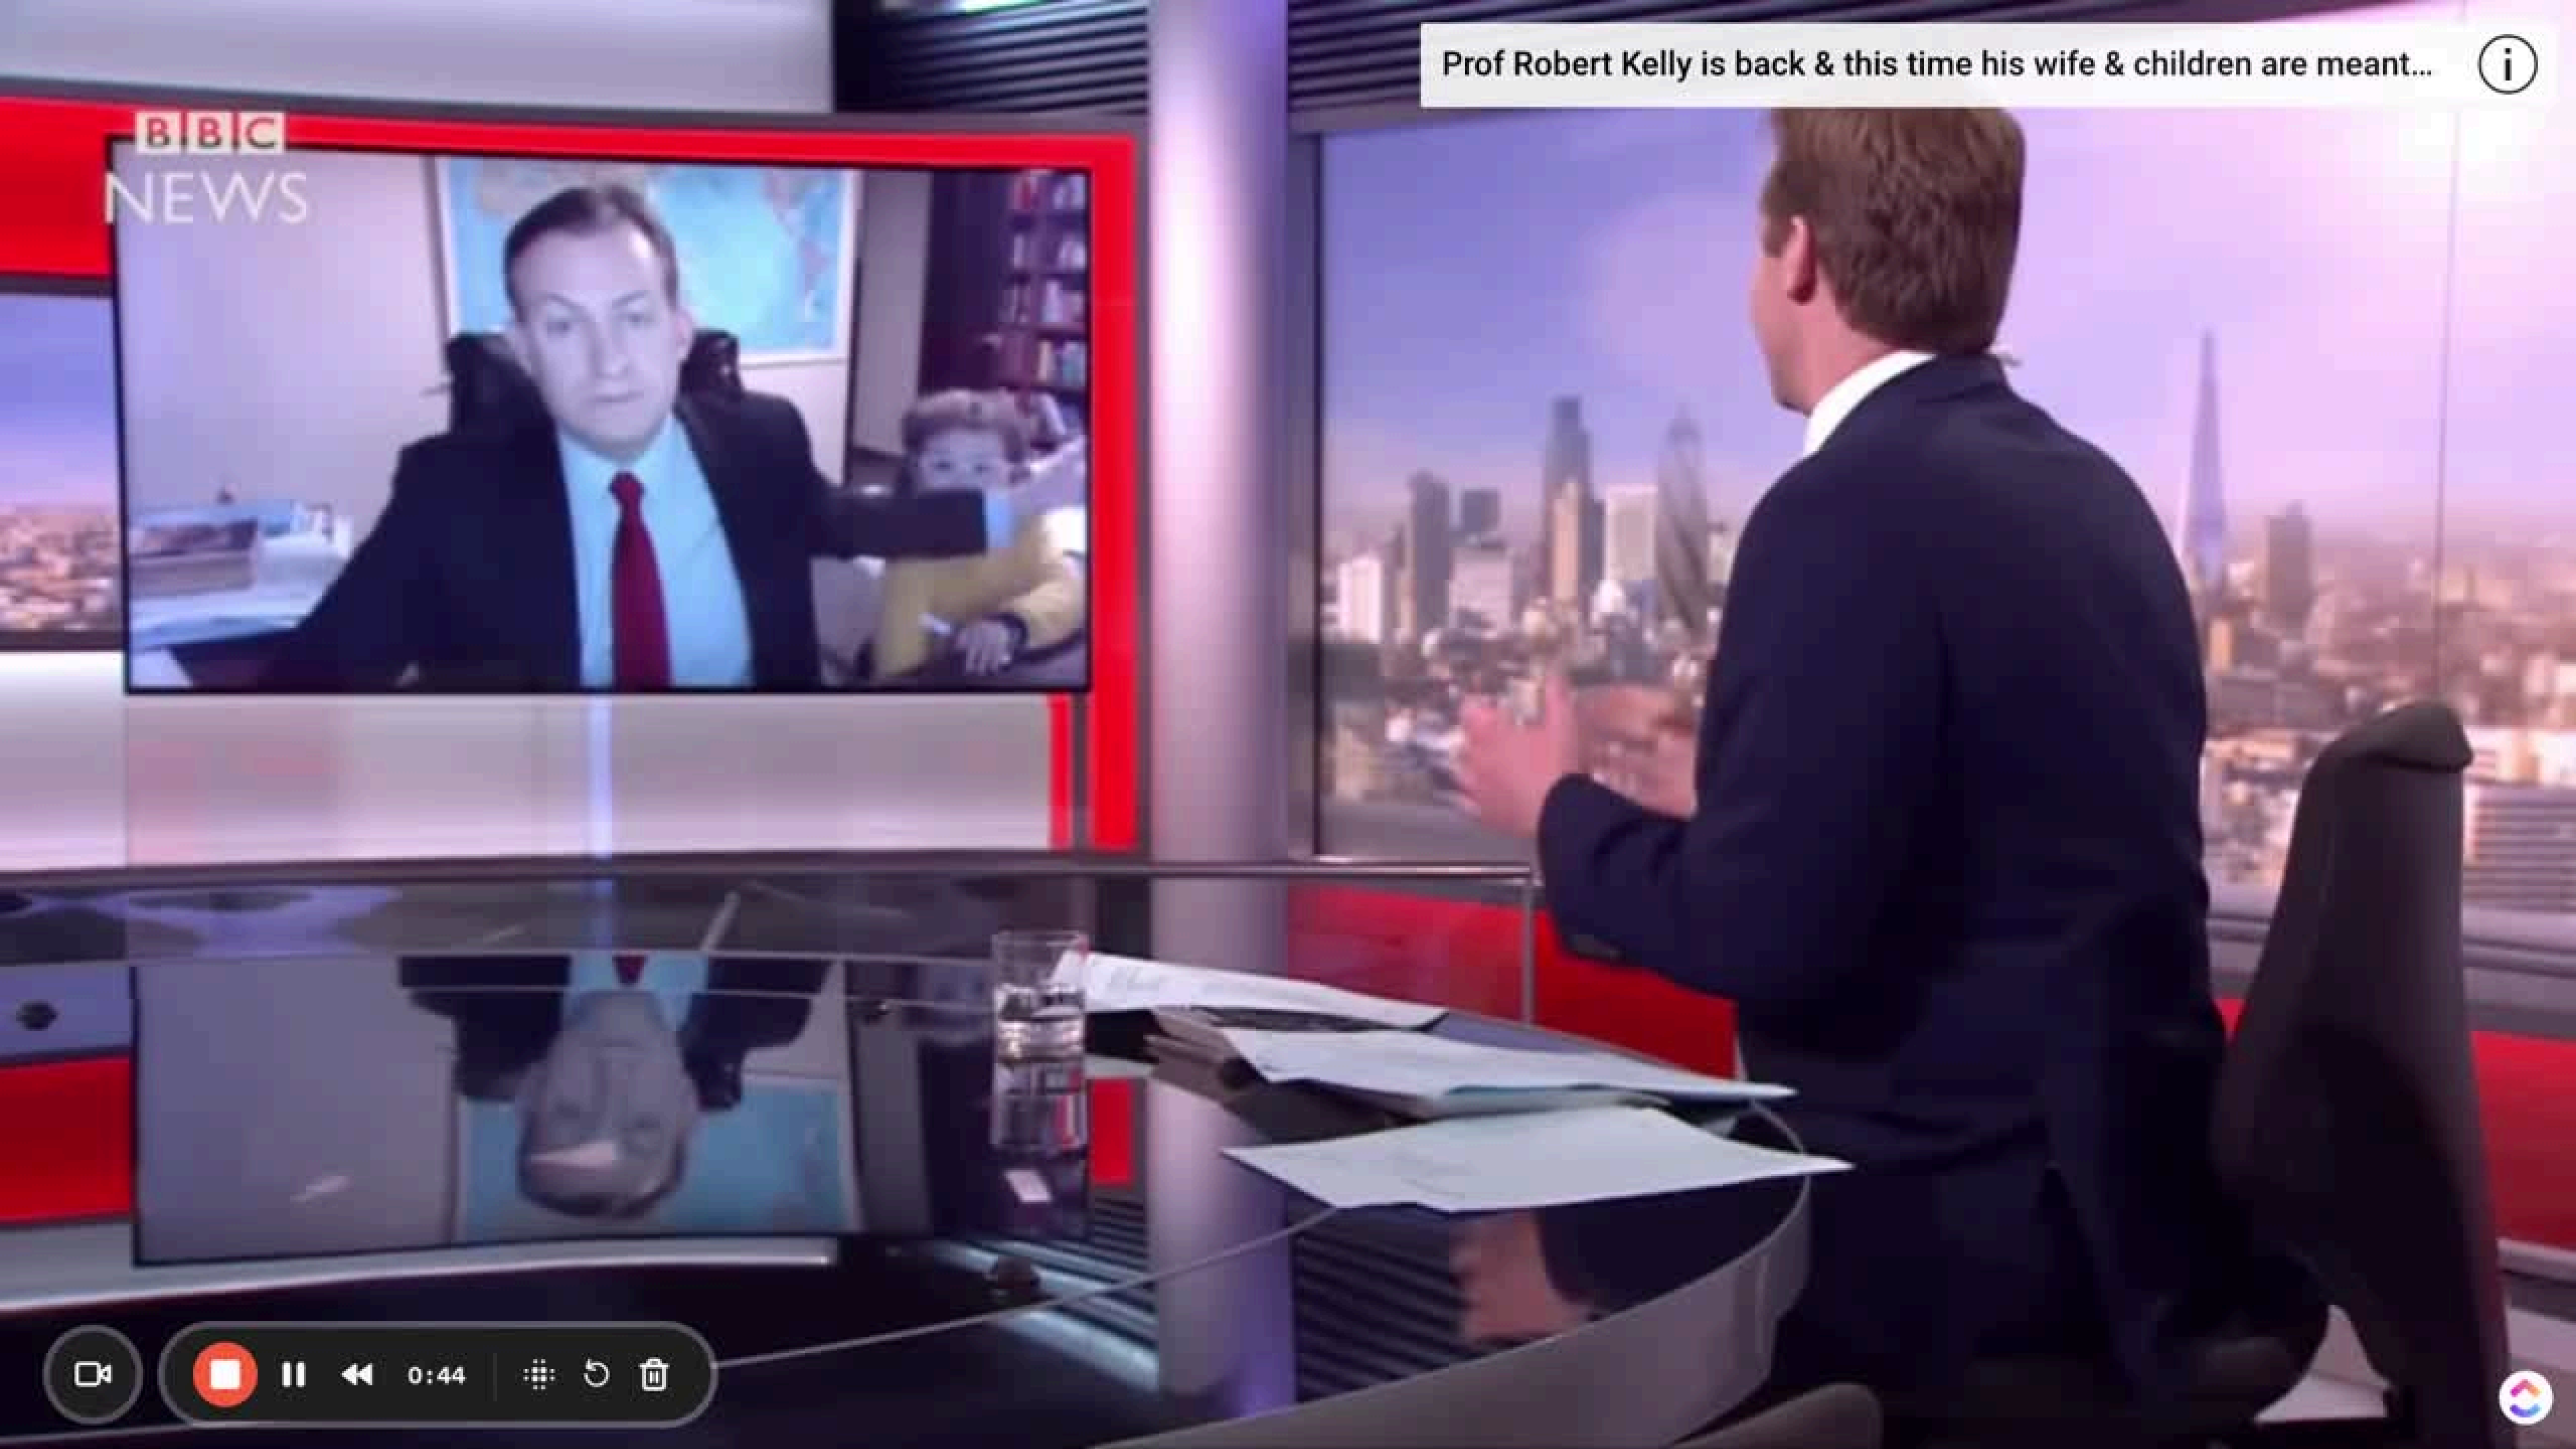 Prof Robert Kelly is back & this time his wife & children are meant...
BBC
NEWS
0:44